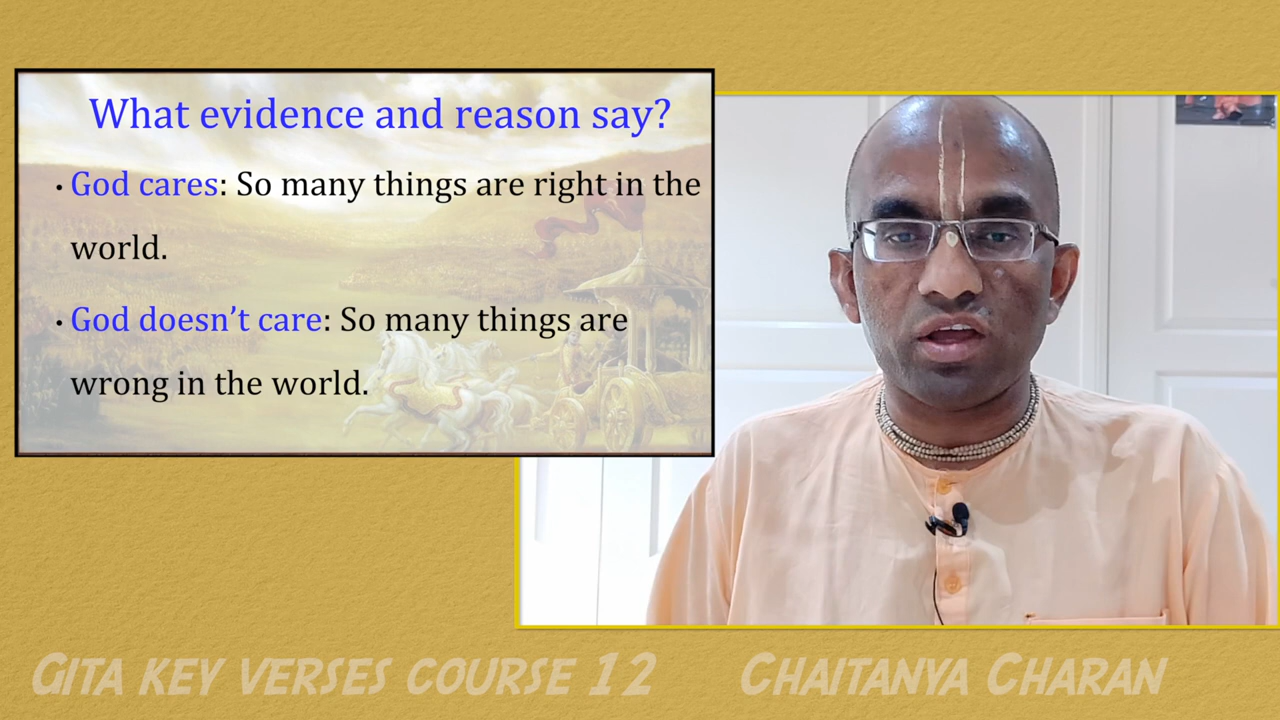 What evidence and reason say?
• God cares: So many things are right in the
world.
• God doesn’t care: So many things are
wrong in the world.
Gita key verses course 12
Chaitanya Charan